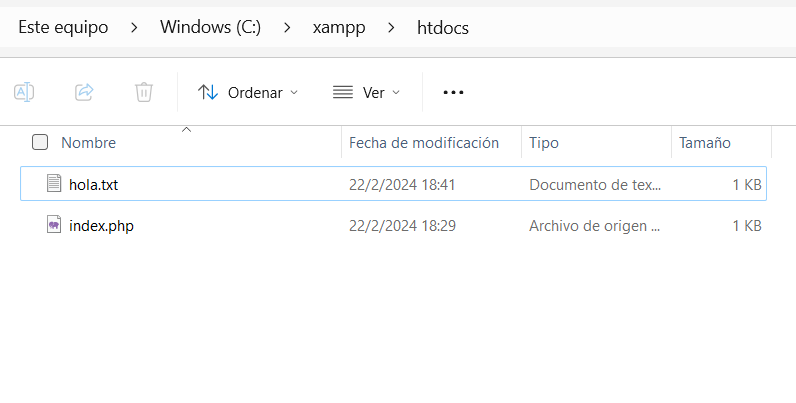 Este equipo > Windows (C:) > xampp > htdocs
Ordenar Ver ...
Nombre Fecha de modificación Tipo Tamaño
hola.txt 22/2/2024 18:41 Documento de tex... 1 KB
index.php 22/2/2024 18:29 Archivo de origen ... 1 KB